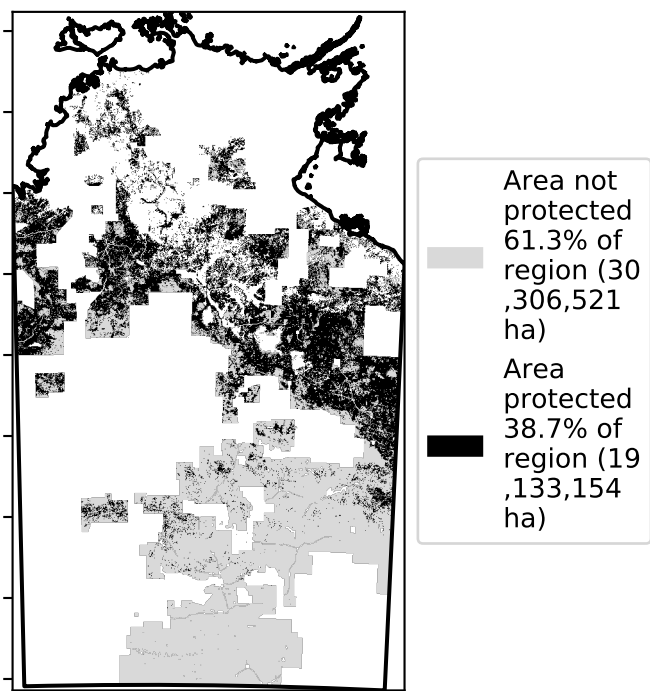 Area not
protected
61.3% of
region (30
,306,521
ha)
Area
protected
38.7% of
region (19
,133,154
ha)